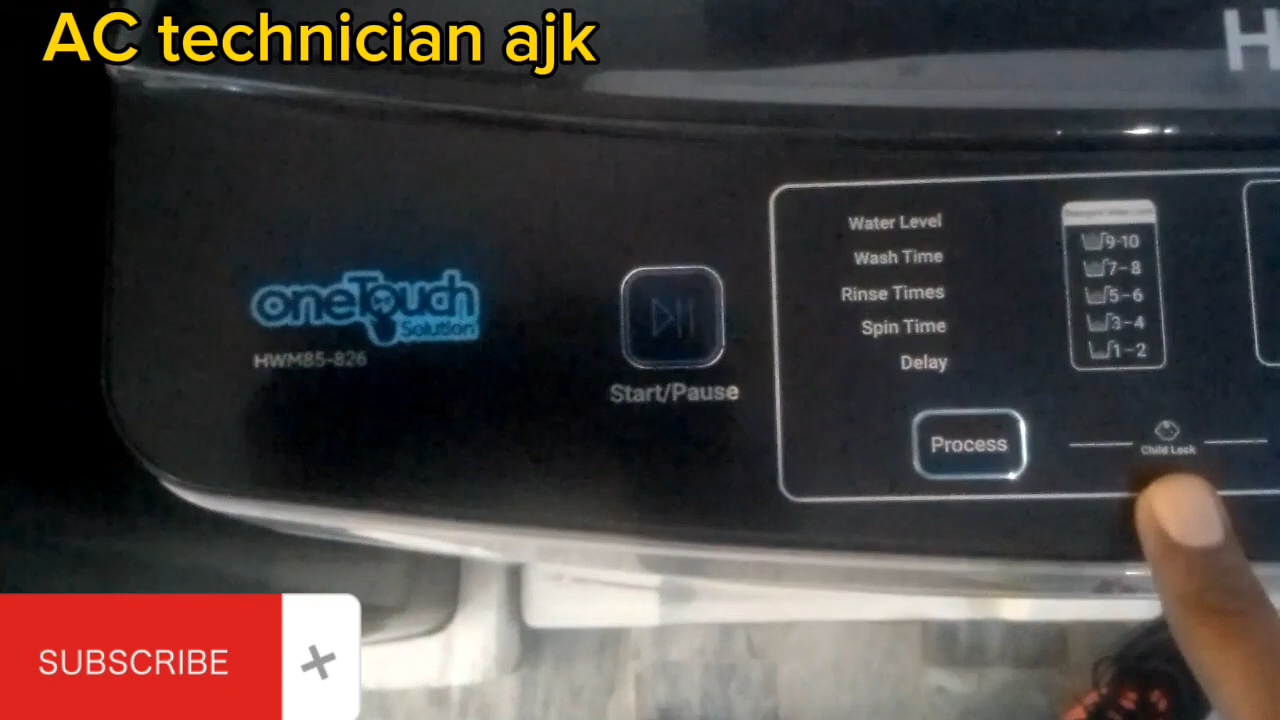 AC technician ajk
H
oneTouch
Solution
HWM85-826
Start/Pause
Water Level
Wash Time
Rinse Times
Spin Time
Delay
9-10
7-8
5-6
3-4
1-2
Process
Child Lock
SUBSCRIBE